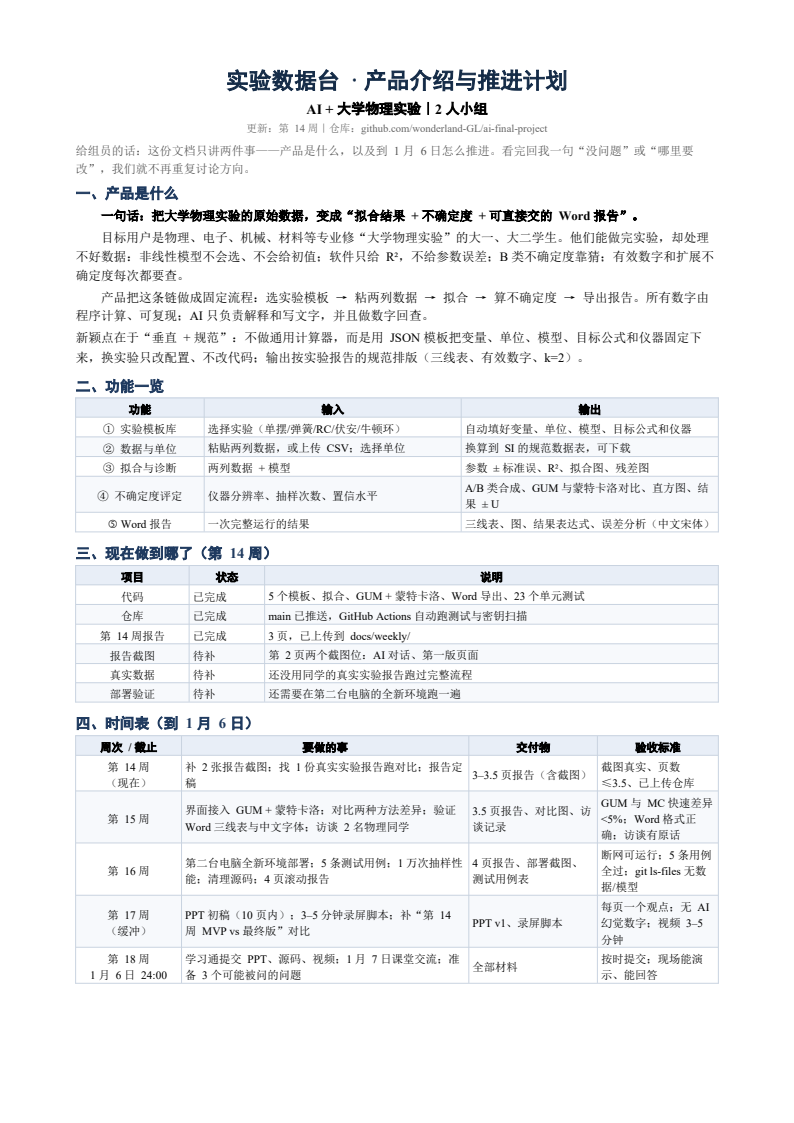 实验数据台 · 产品介绍与推进计划
AI + 大学物理实验｜2 人小组
更新：第 14 周｜仓库：github.com/wonderland-GL/ai-final-project
给组员的话：这份文档只讲两件事——产品是什么，以及到 1 月 6 日怎么推进。看完回我一句“没问题”或“哪里要
改”，我们就不再重复讨论方向。
一、产品是什么
一句话：把大学物理实验的原始数据，变成“拟合结果 + 不确定度 + 可直接交的 Word 报告”。
目标用户是物理、电子、机械、材料等专业修“大学物理实验”的大一、大二学生。他们能做完实验，却处理
不好数据：非线性模型不会选、不会给初值；软件只给 R²，不给参数误差；B 类不确定度靠猜；有效数字和扩展不
确定度每次都要查。
产品把这条链做成固定流程：选实验模板 → 粘两列数据 → 拟合 → 算不确定度 → 导出报告。所有数字由
程序计算、可复现；AI 只负责解释和写文字，并且做数字回查。
新颖点在于“垂直 + 规范”：不做通用计算器，而是用 JSON 模板把变量、单位、模型、目标公式和仪器固定下
来，换实验只改配置、不改代码；输出按实验报告的规范排版（三线表、有效数字、k=2）。
二、功能一览
功能 输入 输出
① 实验模板库 选择实验（单摆/弹簧/RC/伏安/牛顿环） 自动填好变量、单位、模型、目标公式和仪器
② 数据与单位 粘贴两列数据，或上传 CSV；选择单位 换算到 SI 的规范数据表，可下载
③ 拟合与诊断 两列数据 + 模型 参数 ± 标准误、R²、拟合图、残差图
④ 不确定度评定 仪器分辨率、抽样次数、置信水平 A/B 类合成、GUM 与蒙特卡洛对比、直方图、结
果 ± U
⑤ Word 报告 一次完整运行的结果 三线表、图、结果表达式、误差分析（中文宋体）
三、现在做到哪了（第 14 周）
项目 状态 说明
代码 已完成 5 个模板、拟合、GUM + 蒙特卡洛、Word 导出、23 个单元测试
仓库 已完成 main 已推送，GitHub Actions 自动跑测试与密钥扫描
第 14 周报告 已完成 3 页，已上传到 docs/weekly/
报告截图 待补 第 2 页两个截图位：AI 对话、第一版页面
真实数据 待补 还没用同学的真实实验报告跑过完整流程
部署验证 待补 还需要在第二台电脑的全新环境跑一遍
四、时间表（到 1 月 6 日）
周次 / 截止 要做的事 交付物 验收标准
第 14 周
（现在） 补 2 张报告截图；找 1 份真实实验报告跑对比；报告定
稿 3–3.5 页报告（含截图） 截图真实、页数
≤3.5、已上传仓库
第 15 周 界面接入 GUM + 蒙特卡洛；对比两种方法差异；验证
Word 三线表与中文字体；访谈 2 名物理同学 3.5 页报告、对比图、访
谈记录 GUM 与 MC 快速差异
<5%；Word 格式正
确；访谈有原话
第 16 周 第二台电脑全新环境部署；5 条测试用例；1 万次抽样性
能；清理源码；4 页滚动报告 4 页报告、部署截图、
测试用例表 断网可运行；5 条用例
全过；git ls-files 无数
据/模型
第 17 周
（缓冲） PPT 初稿（10 页内）；3–5 分钟录屏脚本；补“第 14
周 MVP vs 最终版”对比 PPT v1、录屏脚本 每页一个观点；无 AI
幻觉数字；视频 3–5
分钟
第 18 周
1 月 6 日 24:00 学习通提交 PPT、源码、视频；1 月 7 日课堂交流；准
备 3 个可能被问的问题 全部材料 按时提交；现场能演
示、能回答